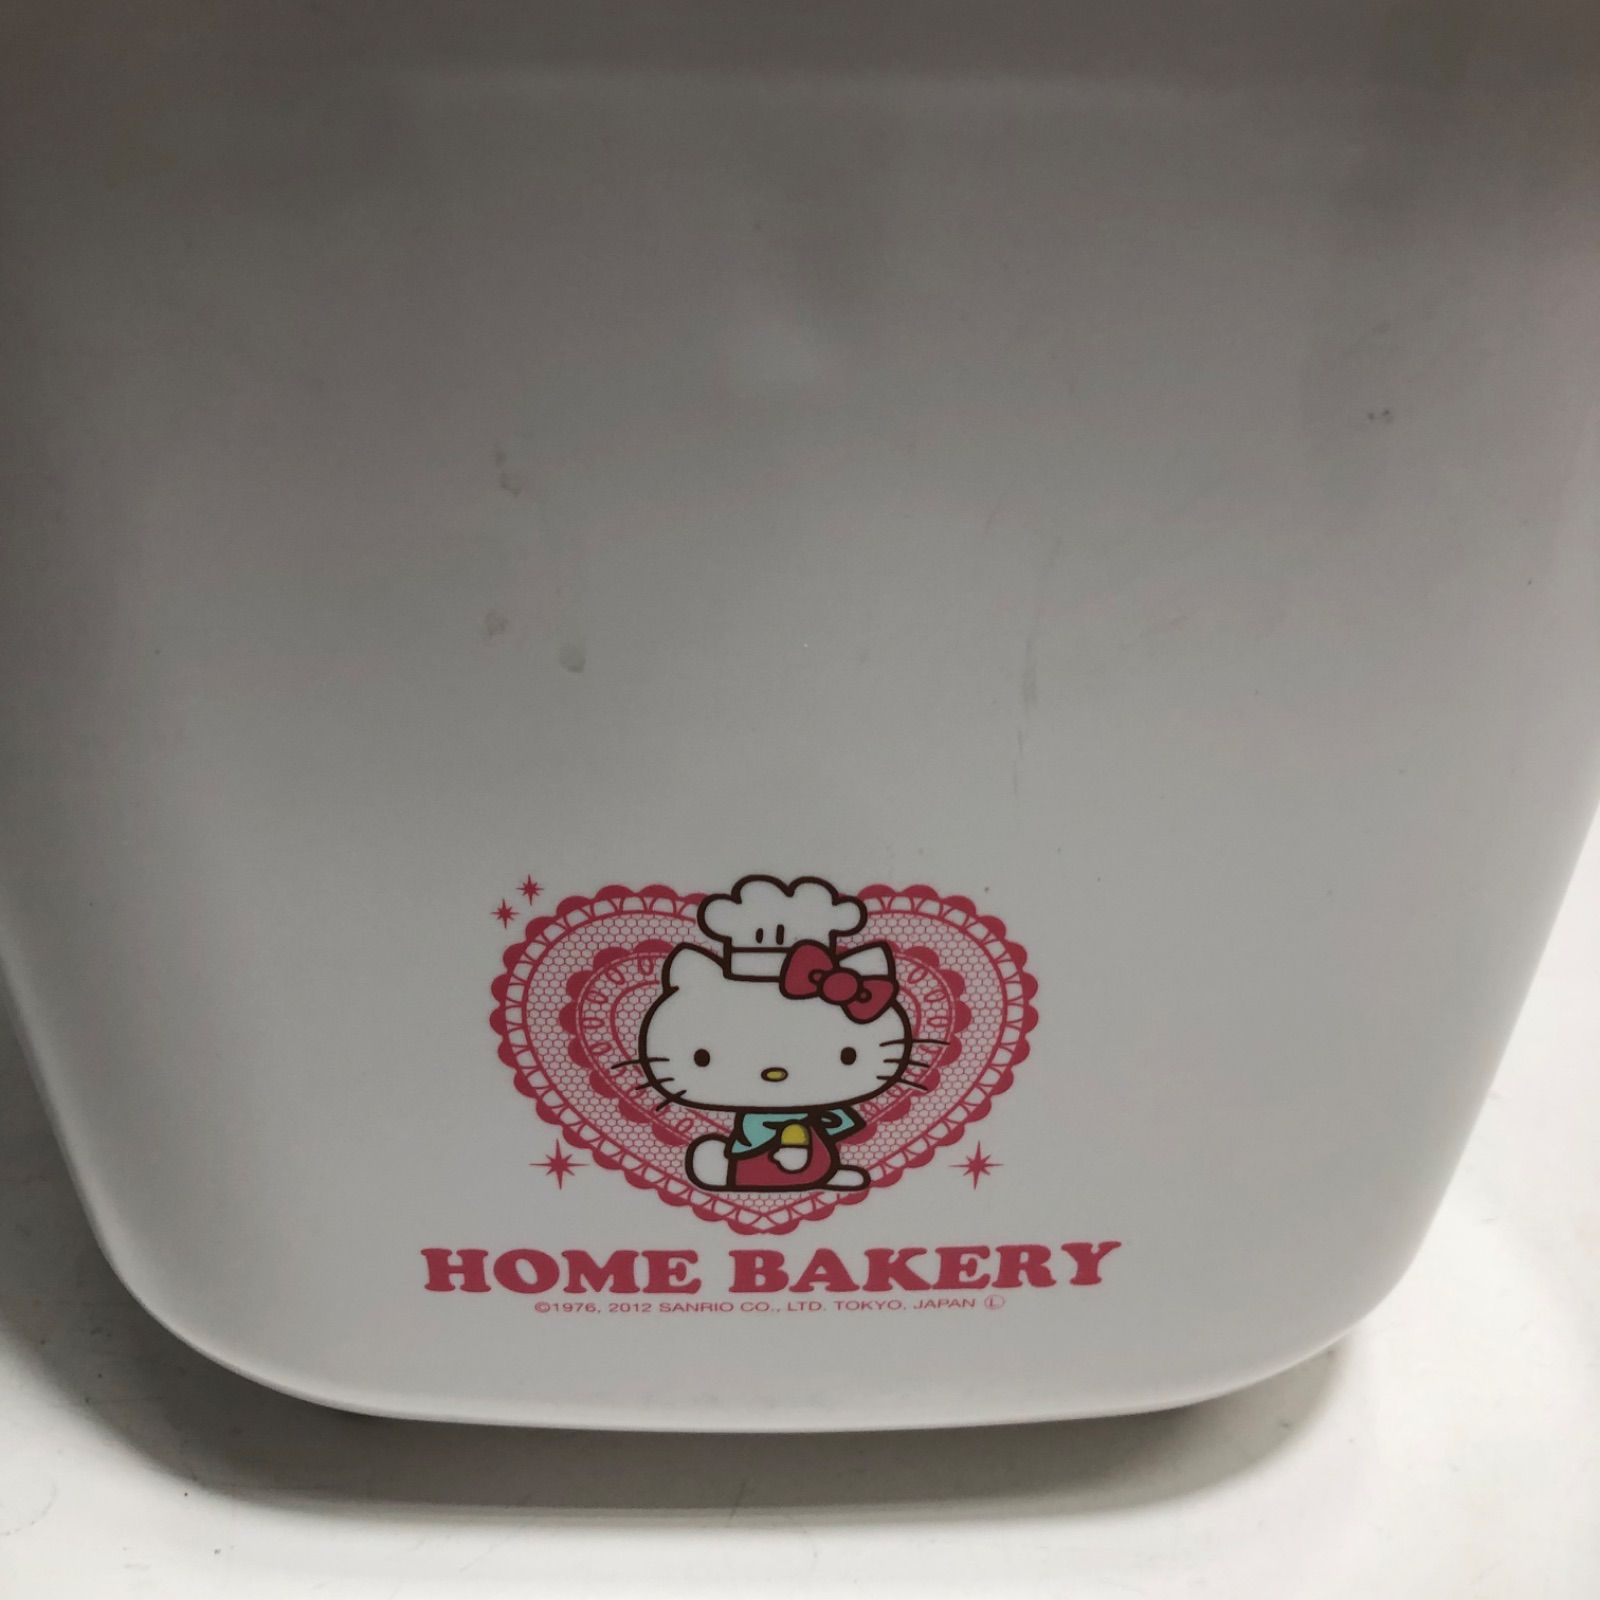 HOME BAKERY
©1976, 2012 SANRIO CO., LTD. TOKYO, JAPAN Ⓛ